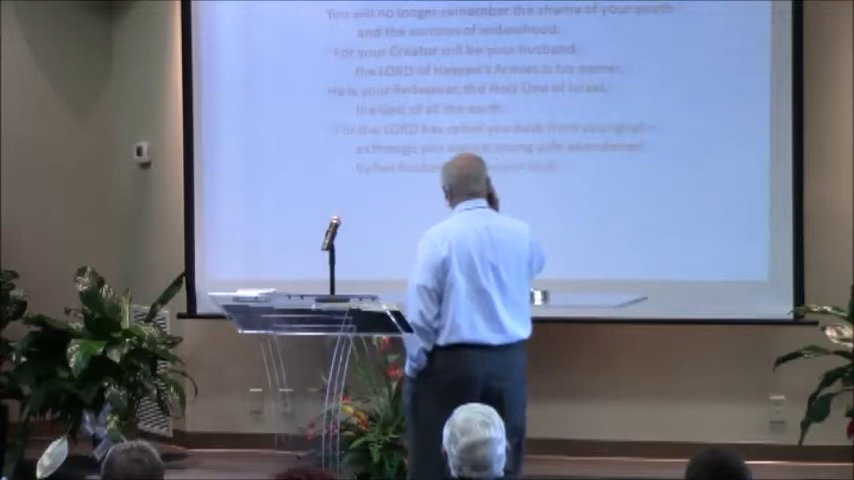 You will no longer remember the shame of your youth
and the sorrows of widowhood.
For your Creator will be your husband;
the LORD of Heaven's Armies is his name!
He is your Redeemer, the Holy One of Israel,
the God of all the earth.
For the LORD has called you back from your grief—
as though you were a young wife abandoned
by her husband